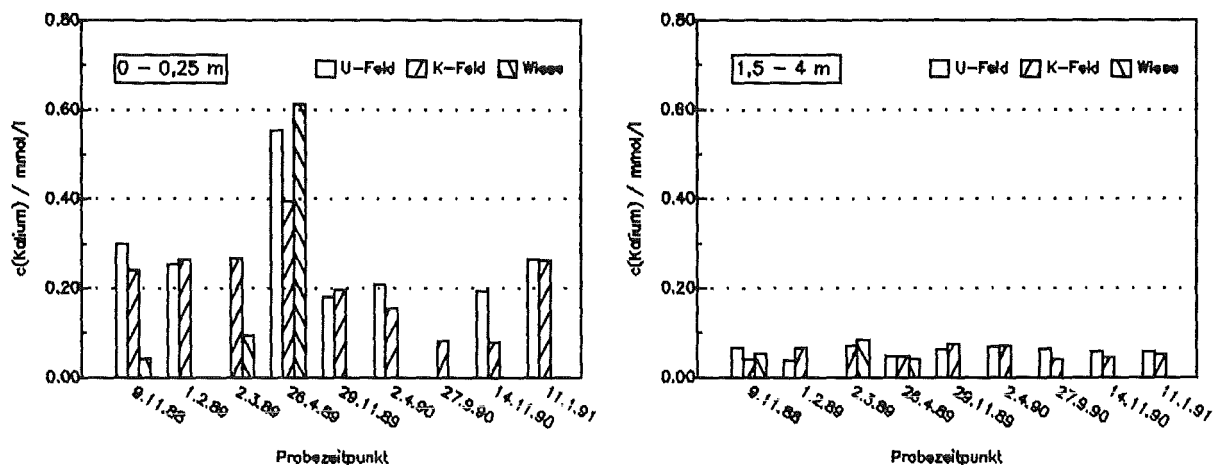 0.80
0.60
0.40
0.20
0.00
c(Kalium) / mmol/l
0 - 0,25 m
U-Feld K-Feld Wiese
9.11.88 1.2.89 2.3.89 26.4.89 29.11.89 2.4.90 27.9.90 14.11.90 11.1.91
Probezeitpunkt
0.80
0.60
0.40
0.20
0.00
c(Kalium) / mmol/l
1,5 - 4 m
U-Feld K-Feld Wiese
9.11.88 1.2.89 2.3.89 26.4.89 29.11.89 2.4.90 27.9.90 14.11.90 11.1.91
Probezeitpunkt